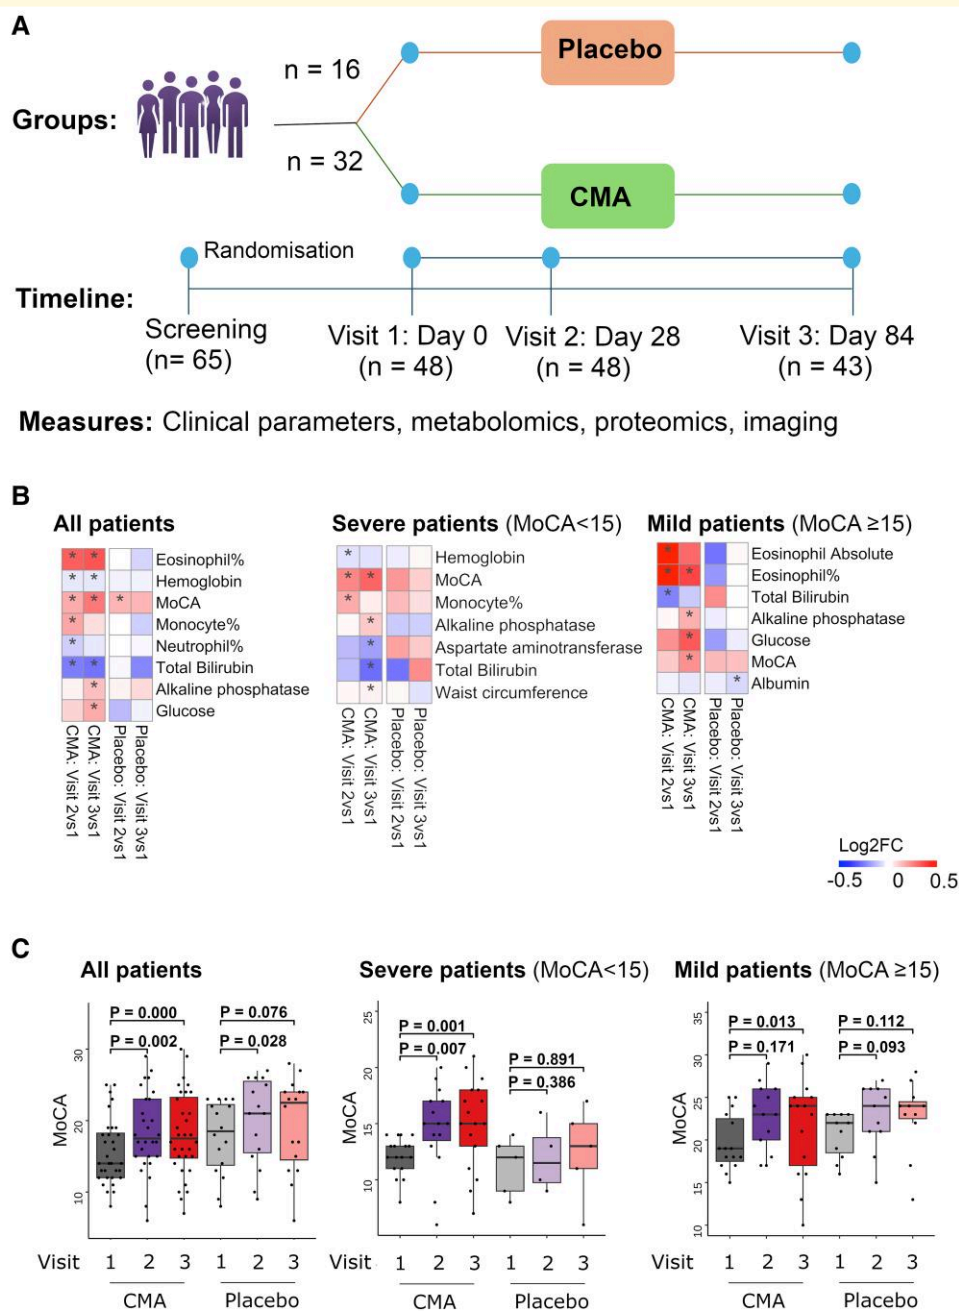 A
Groups:
n = 16
n = 32
Placebo
CMA
Randomisation
Timeline:
Screening
(n= 65)
Visit 1: Day 0
(n = 48)
Visit 2: Day 28
(n = 48)
Visit 3: Day 84
(n = 43)
Measures: Clinical parameters, metabolomics, proteomics, imaging
B
All patients
* * Eosinophil%
* * Hemoglobin
* * * MoCA
* Monocyte%
* Neutrophil%
* * Total Bilirubin
* Alkaline phosphatase
* Glucose
CMA: Visit 2vs1
CMA: Visit 3vs1
Placebo: Visit 2vs1
Placebo: Visit 3vs1
Severe patients (MoCA<15)
* Hemoglobin
* * MoCA
* Monocyte%
* Alkaline phosphatase
* Aspartate aminotransferase
* Total Bilirubin
* Waist circumference
CMA: Visit 2vs1
CMA: Visit 3vs1
Placebo: Visit 2vs1
Placebo: Visit 3vs1
Mild patients (MoCA ≥15)
* Eosinophil Absolute
* * Eosinophil%
* Total Bilirubin
* Alkaline phosphatase
* Glucose
* MoCA
* Albumin
CMA: Visit 2vs1
CMA: Visit 3vs1
Placebo: Visit 2vs1
Placebo: Visit 3vs1
Log2FC
-0.5 0 0.5
C
All patients
P = 0.000
P = 0.002
P = 0.076
P = 0.028
MoCA
30
20
10
Visit 1 2 3 1 2 3
CMA Placebo
Severe patients (MoCA<15)
P = 0.001
P = 0.007
P = 0.891
P = 0.386
MoCA
25
20
15
10
Visit 1 2 3 1 2 3
CMA Placebo
Mild patients (MoCA ≥15)
P = 0.013
P = 0.171
P = 0.112
P = 0.093
MoCA
35
30
25
20
15
10
Visit 1 2 3 1 2 3
CMA Placebo